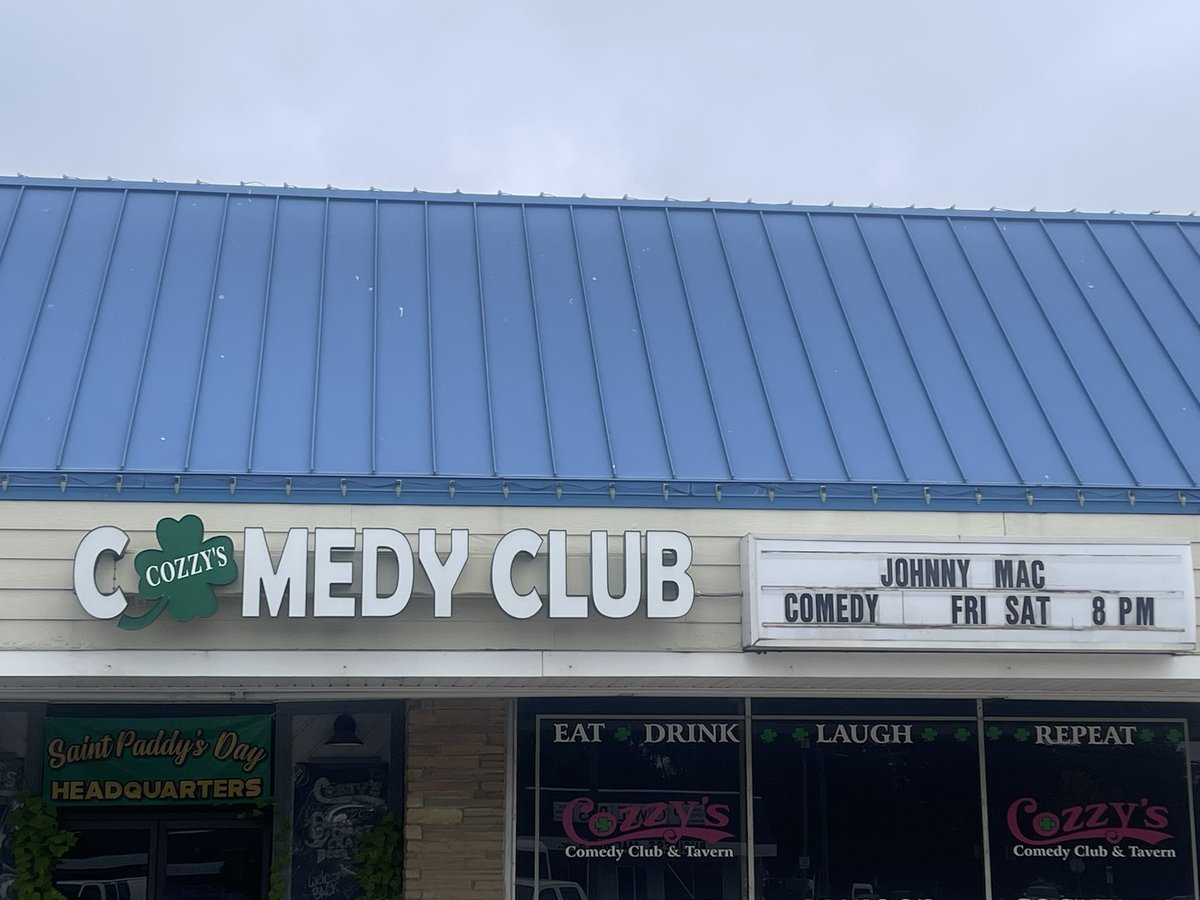 COZZY'S
C MEDY CLUB
JOHNNY MAC
COMEDY FRI SAT 8 PM
Saint Paddy's Day
HEADQUARTERS
EAT DRINK LAUGH REPEAT
Cozzy's
Comedy Club & Tavern
Cozzy's
Comedy Club & Tavern